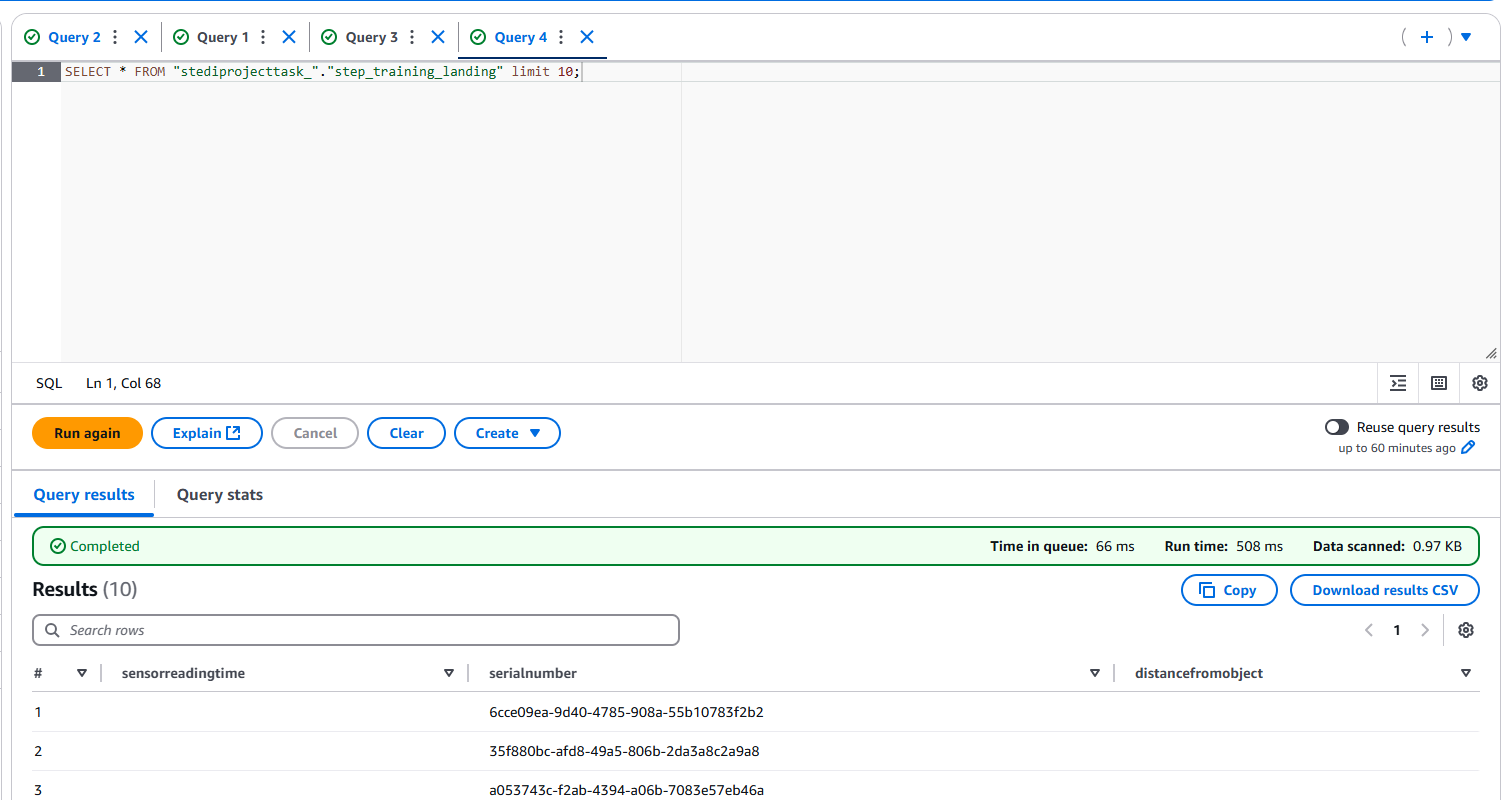 Query 2 Query 1 Query 3 Query 4
1 SELECT * FROM "stediprojecttask_"."step_training_landing" limit 10;
SQL Ln 1, Col 68
Run again Explain Cancel Clear Create Reuse query results
up to 60 minutes ago
Query results Query stats
Completed Time in queue: 66 ms Run time: 508 ms Data scanned: 0.97 KB
Results (10) Copy Download results CSV
Search rows 1
# sensorreadingtime serialnumber distancefromobject
1 6cce09ea-9d40-4785-908a-55b10783f2b2
2 35f880bc-afd8-49a5-806b-2da3a8c2a9a8
3 a053743c-f2ab-4394-a06b-7083e57eb46a